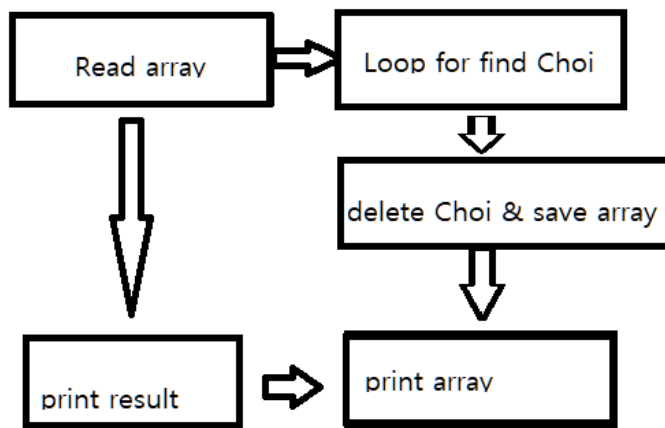 Read array
Loop for find Choi
delete Choi & save array
print result
print array